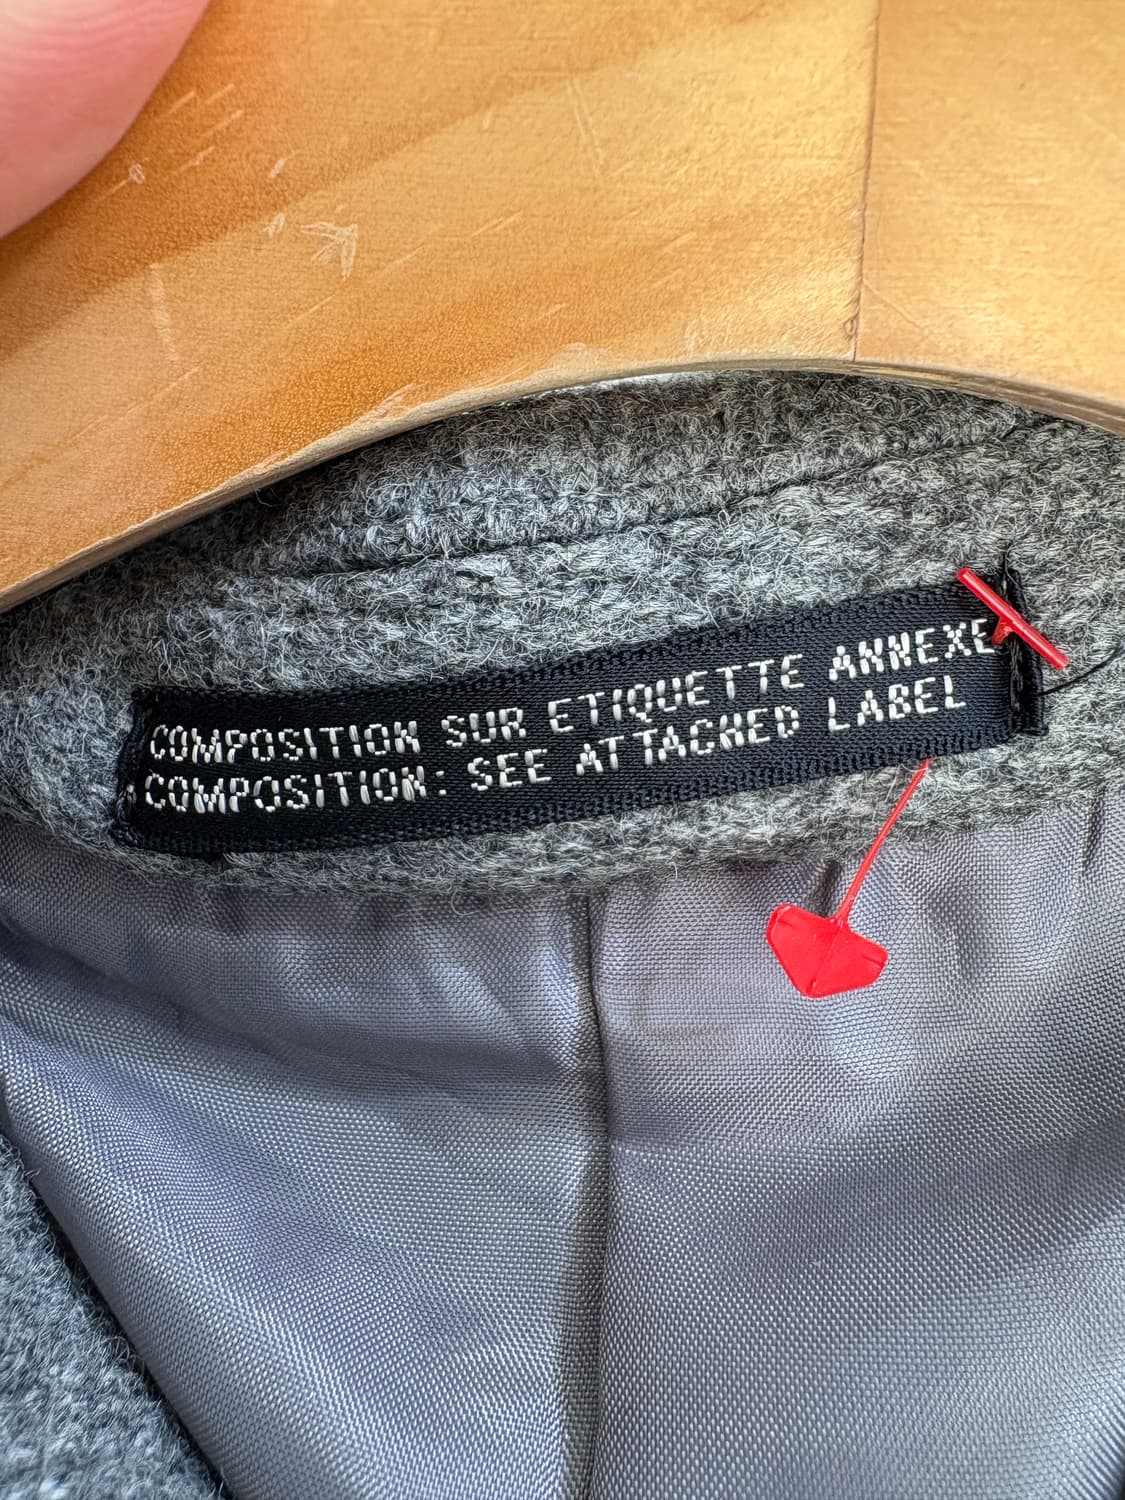 COMPOSITION SUR ETIQUETTE ANNEXE
COMPOSITION: SEE ATTACHED LABEL